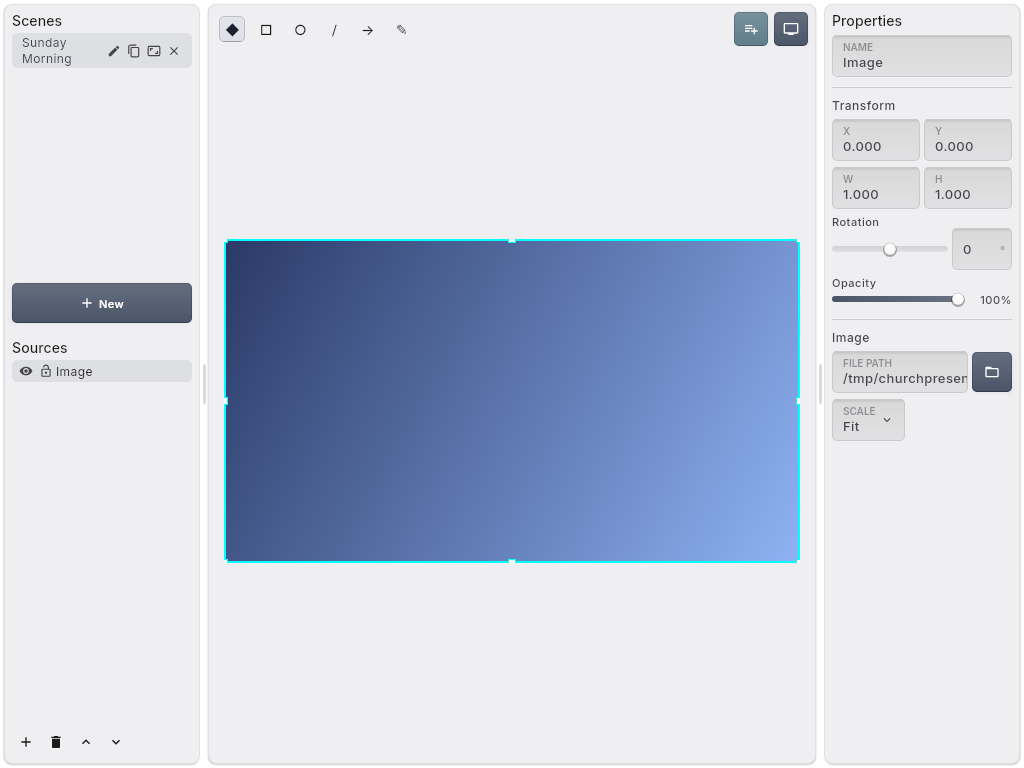 Scenes
Sunday
Morning
New
Sources
Image
Properties
NAME
Image
Transform
X
0.000
Y
0.000
W
1.000
H
1.000
Rotation
0 °
Opacity
100%
Image
FILE PATH
/tmp/churchpresen
SCALE
Fit